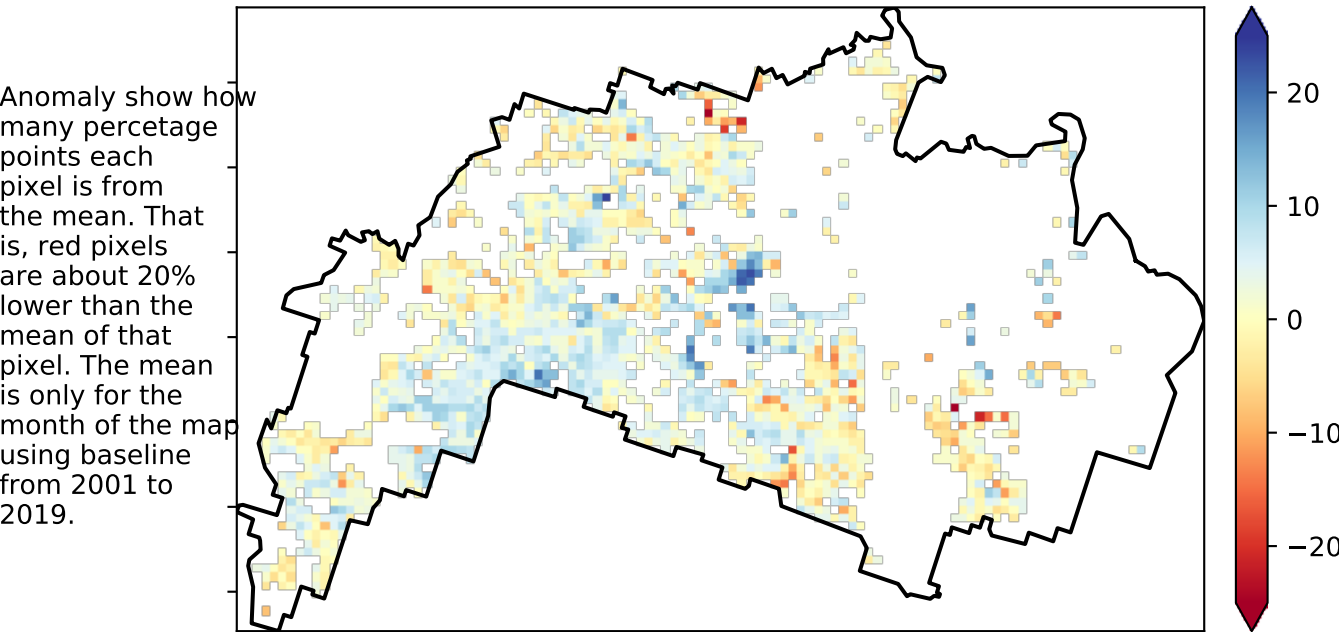 Anomaly show how
many percetage
points each
pixel is from
the mean. That
is, red pixels
are about 20%
lower than the
mean of that
pixel. The mean
is only for the
month of the map
using baseline
from 2001 to
2019.
20
10
0
−10
−20